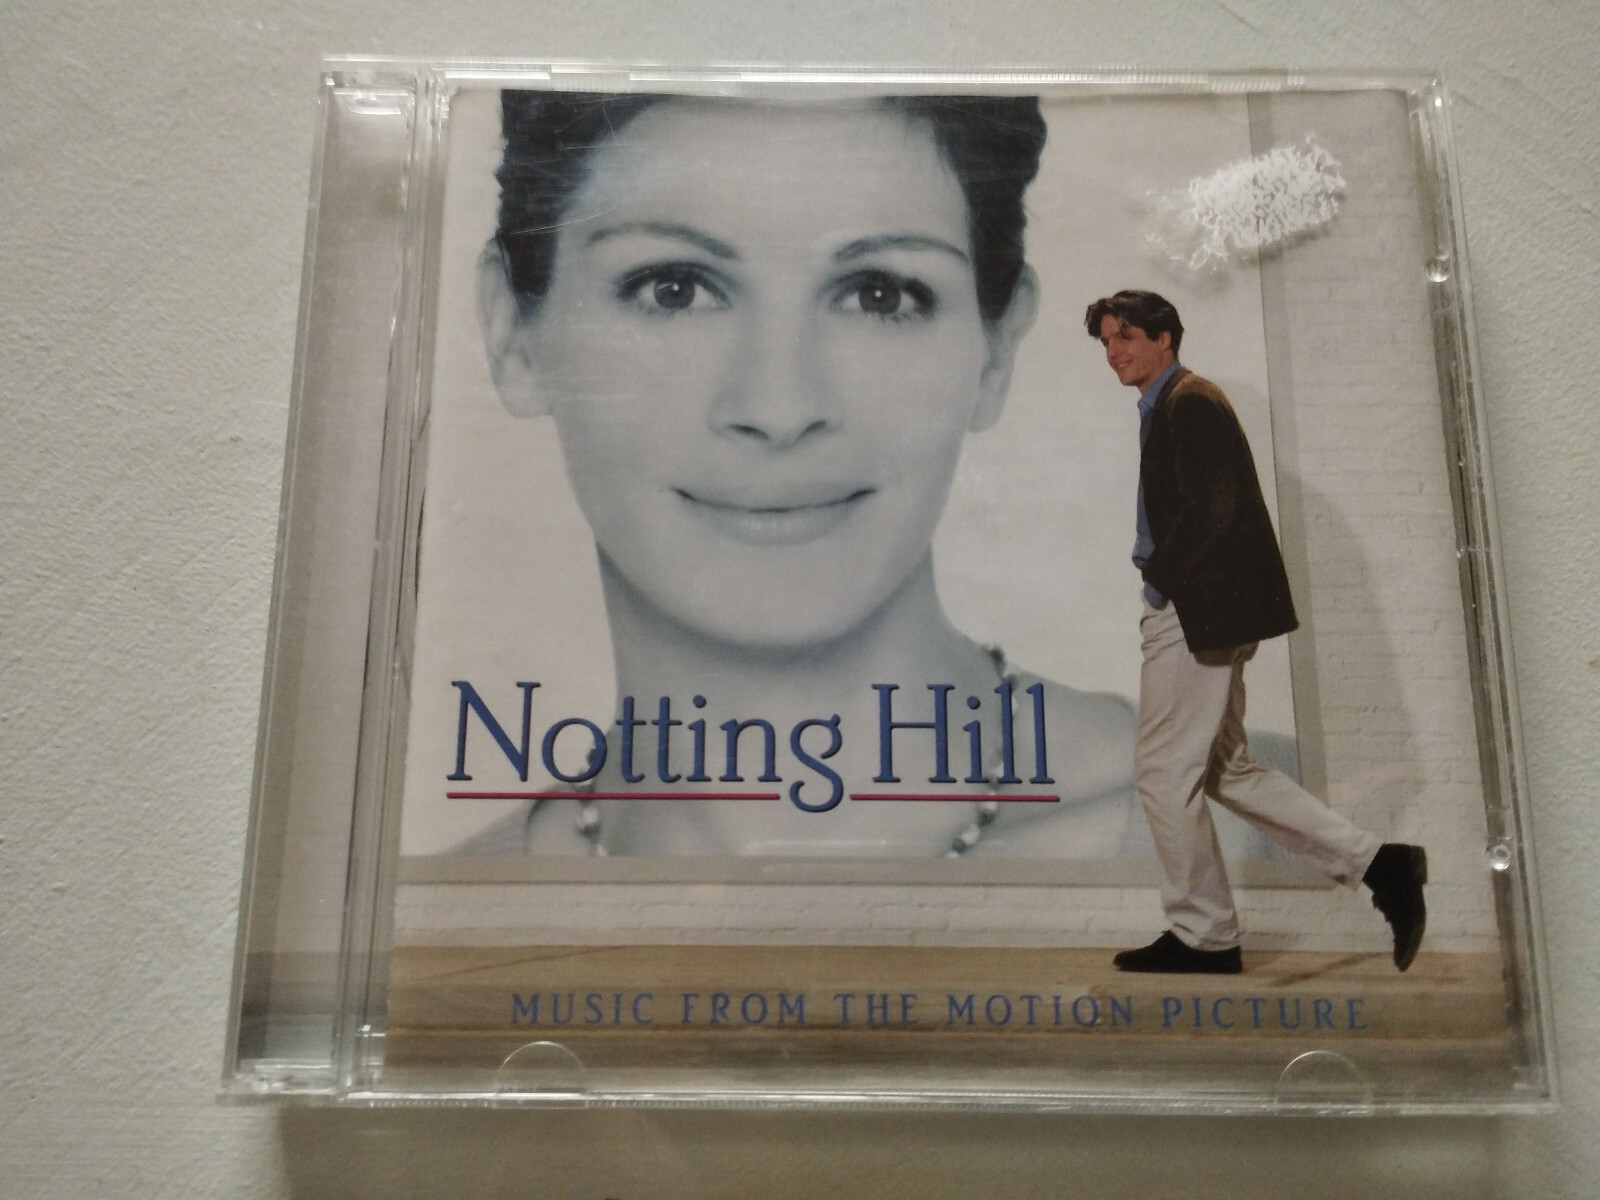 Notting Hill
MUSIC FROM THE MOTION PICTURE